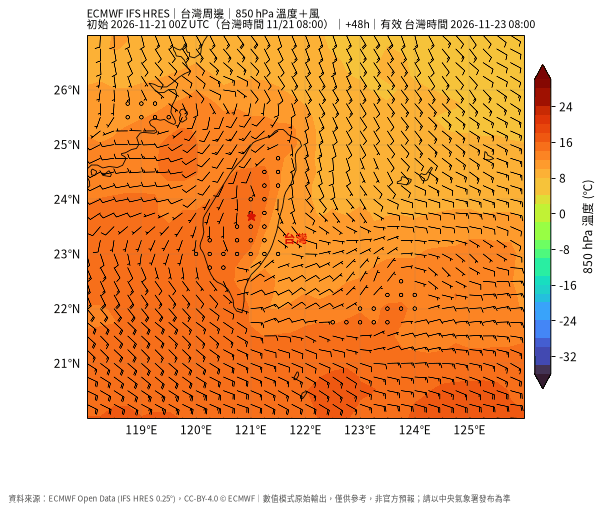 ECMWF IFS HRES｜台灣周邊｜850 hPa 溫度＋風
初始 2026-11-21 00Z UTC（台灣時間 11/21 08:00）｜+48h｜有效 台灣時間 2026-11-23 08:00
26°N
25°N
24°N
23°N
22°N
21°N
台灣
119°E 120°E 121°E 122°E 123°E 124°E 125°E
24
16
8
0
-8
-16
-24
-32
850 hPa 溫度 (°C)
資料來源：ECMWF Open Data (IFS HRES 0.25°)，CC-BY-4.0 © ECMWF｜數值模式原始輸出，僅供參考，非官方預報；請以中央氣象署發布為準